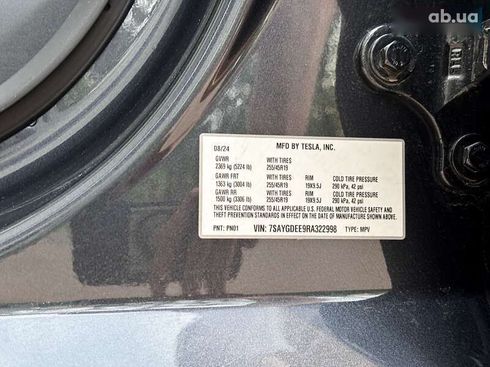 ab.ua
08/24 MFD BY TESLA, INC.
GVWR WITH TIRES
2369 kg (5224 lb) 255/45R19
GAWR FRT WITH TIRES RIM COLD TIRE PRESSURE
1363 kg (3004 lb) 255/45R19 19X9.5J 290 kPa, 42 psi
GAWR RR WITH TIRES RIM COLD TIRE PRESSURE
1500 kg (3306 lb) 255/45R19 19X9.5J 290 kPa, 42 psi
THIS VEHICLE CONFORMS TO ALL APPLICABLE U.S. FEDERAL MOTOR VEHICLE SAFETY AND
THEFT PREVENTION STANDARDS IN EFFECT ON THE DATE OF MANUFACTURE SHOWN ABOVE.
PNT: PN01 VIN: 7SAYGDEE9RA322998 TYPE: MPV